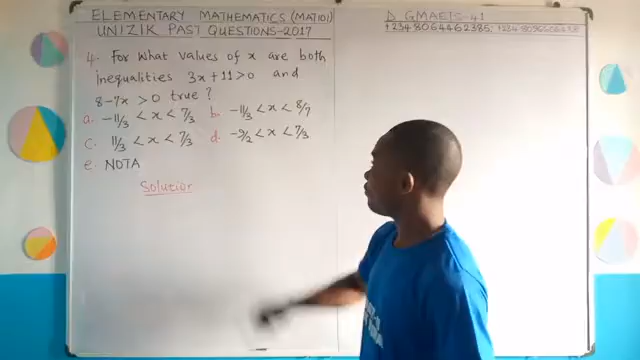 ELEMENTARY MATHEMATICS (MAT101)
UNIZIK PAST QUESTIONS-2017
4. For what values of x are both
inequalities 3x+11>0 and
8-7x >0 true?
a. -11/3 < x < 7/3 b. -11/3 < x < 8/7
c. 11/3 < x < 7/3 d. -9/2 < x < 7/3
e. NOTA
Solution
D GMAETS-41